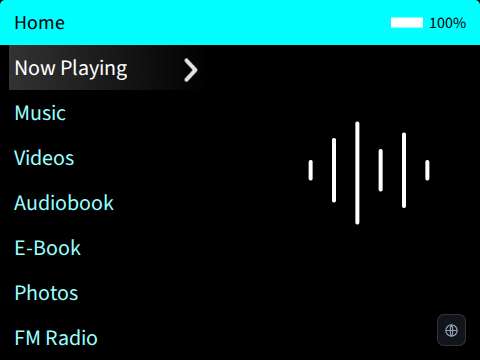 Home
100%
Now Playing
Music
Videos
Audiobook
E-Book
Photos
FM Radio